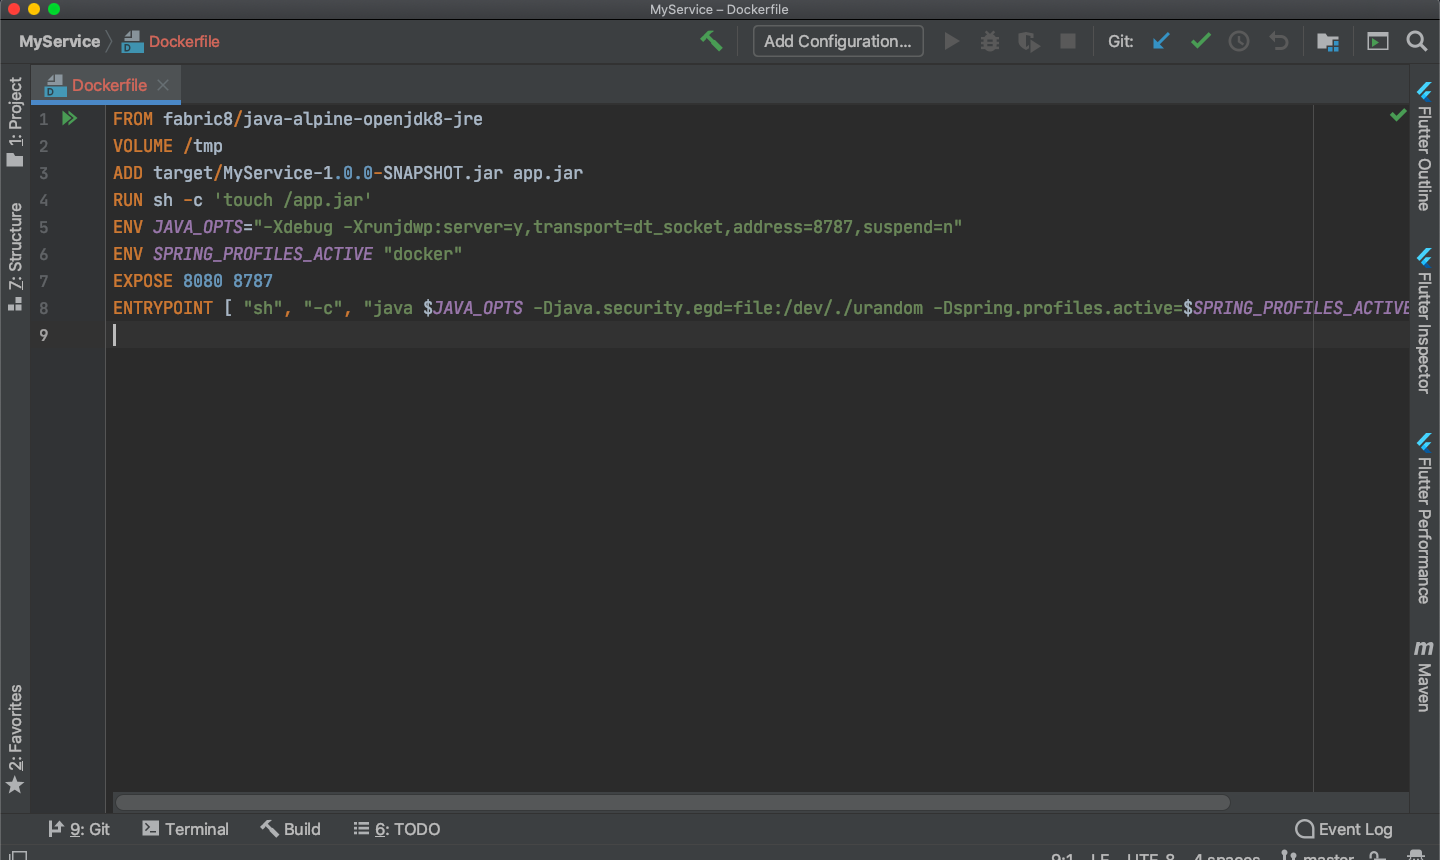 MyService – Dockerfile
MyService Dockerfile
Add Configuration...
Git:
Dockerfile
1 FROM fabric8/java-alpine-openjdk8-jre
2 VOLUME /tmp
3 ADD target/MyService-1.0.0-SNAPSHOT.jar app.jar
4 RUN sh -c 'touch /app.jar'
5 ENV JAVA_OPTS="-Xdebug -Xrunjdwp:server=y,transport=dt_socket,address=8787,suspend=n"
6 ENV SPRING_PROFILES_ACTIVE "docker"
7 EXPOSE 8080 8787
8 ENTRYPOINT [ "sh", "-c", "java $JAVA_OPTS -Djava.security.egd=file:/dev/./urandom -Dspring.profiles.active=$SPRING_PROFILES_ACTIVE
9
1: Project
7: Structure
2: Favorites
Flutter Outline
Flutter Inspector
Flutter Performance
m
Maven
9: Git
Terminal
Build
6: TODO
Event Log
9:1 LF UTF-8 4 spaces master